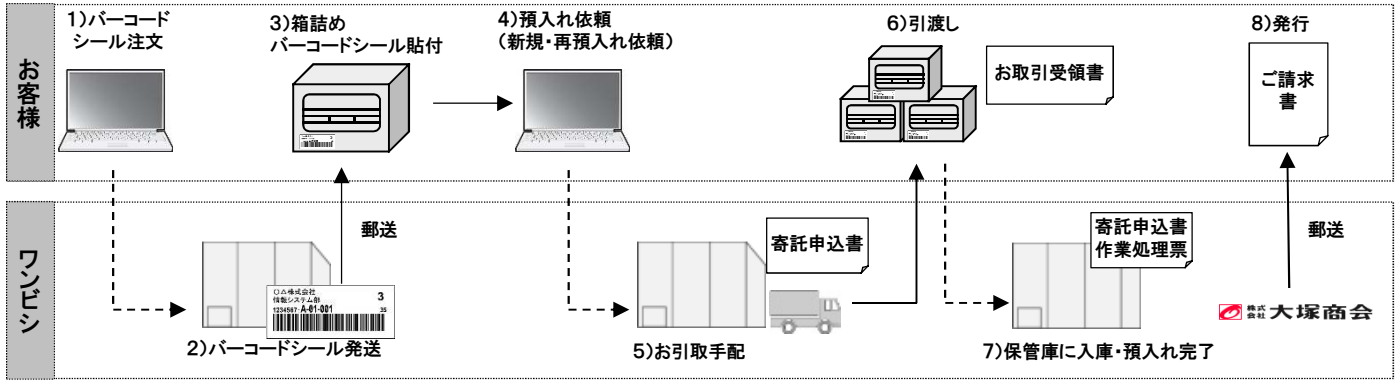 お客様
1)バーコード
シール注文
3)箱詰め
バーコードシール貼付
4)預入れ依頼
(新規・再預入れ依頼)
6)引渡し
お取引受領書
8)発行
ご請求
書
ワンビシ
郵送
〇△株式会社
情報システム部
3
1234567-A-01-001
35
2)バーコードシール発送
寄託申込書
5)お引取手配
寄託申込書
作業処理票
7)保管庫に入庫・預入れ完了
郵送
株式会社 大塚商会